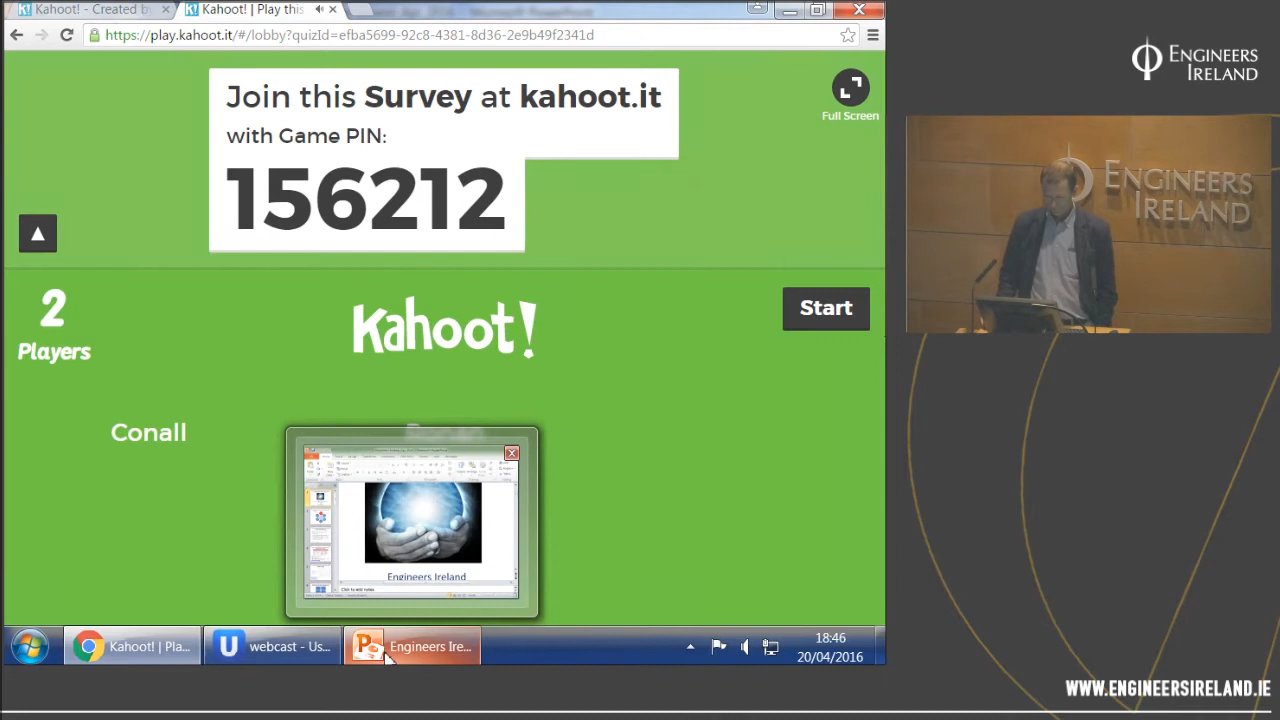 Kahoot! - Created b
Kahoot! | Play this
Microsoft PowerPoint
https://play.kahoot.it/#/lobby?quizId=efba5699-92c8-4381-8d36-2e9b49f2341d
Join this Survey at kahoot.it
with Game PIN:
156212
Full Screen
▲
2
Players
Kahoot!
Start
Conall
Engineers Ireland
Kahoot! | Pla...
U
webcast - Us...
Engineers Ire...
18:46
20/04/2016
ENGINEERS
IRELAND
ENGINEERS
IRELAND
WWW.ENGINEERSIRELAND.IE